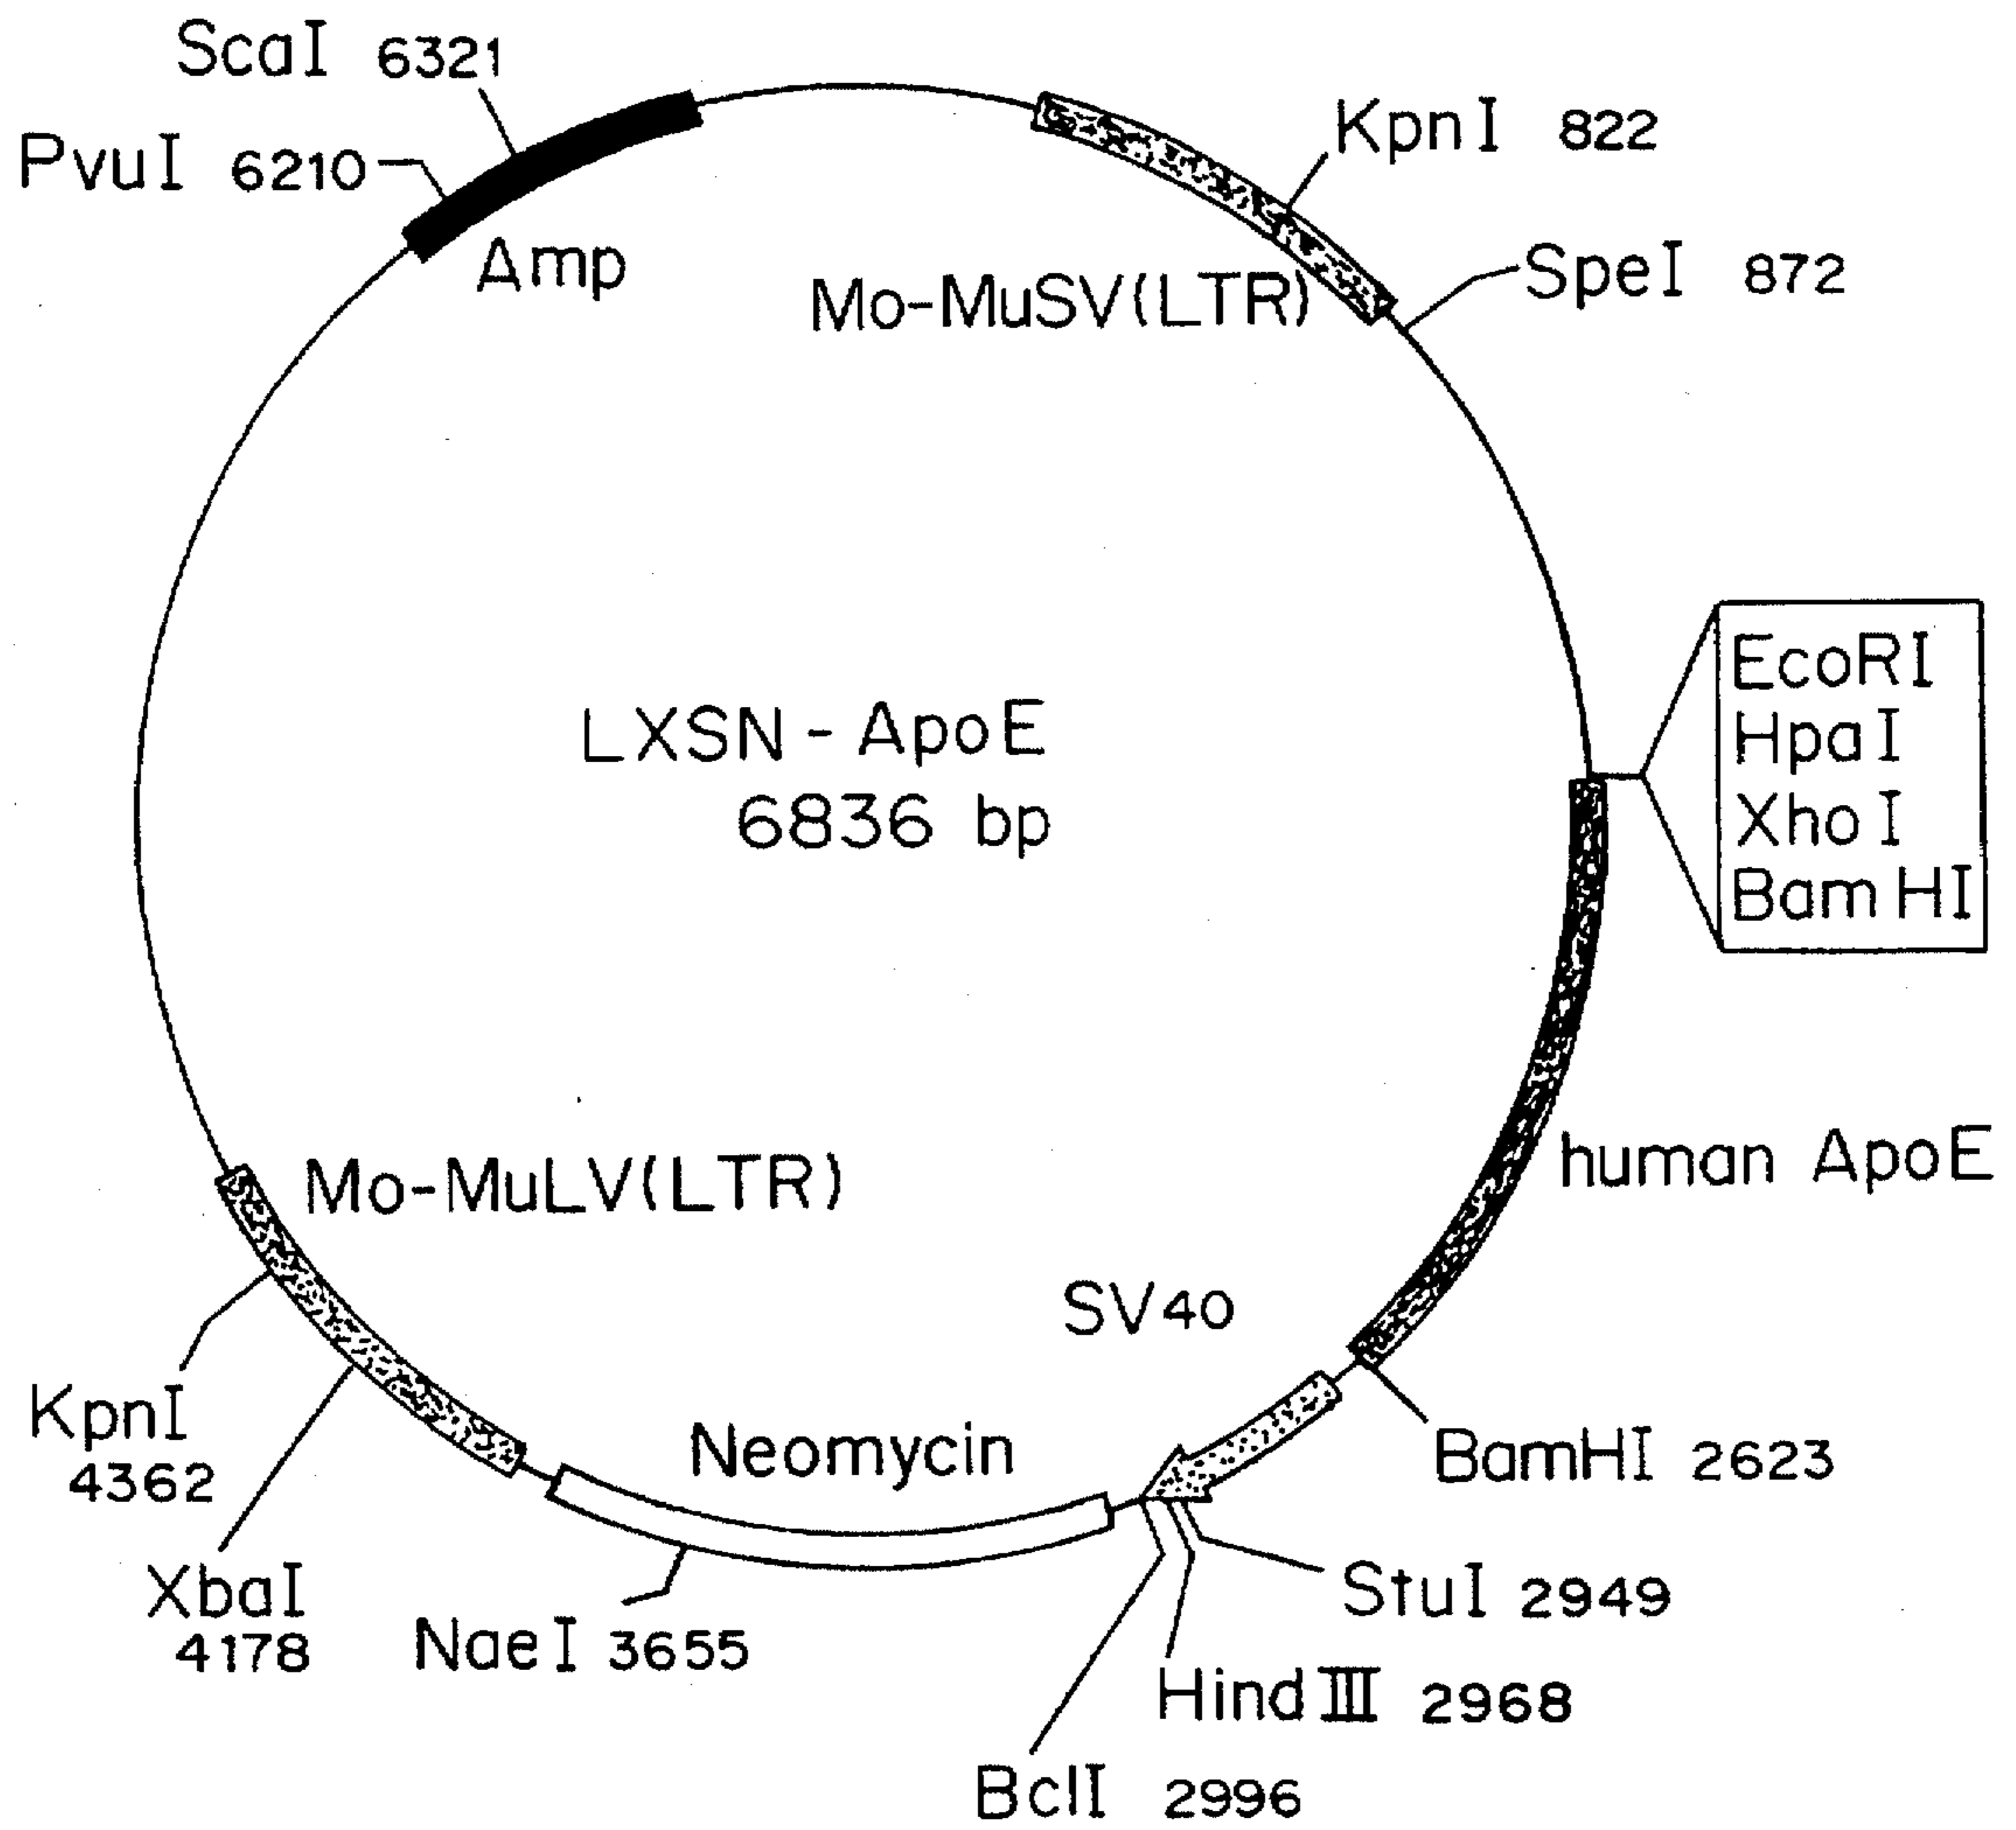 ScaI 6321
PvuI 6210
Amp
KpnI 822
Mo-MuSV(LTR)
SpeI 872
EcoRI
HpaI
XhoI
BamHI
LXSN - ApoE
6836 bp
human ApoE
Mo-MuLV(LTR)
SV40
KpnI
4362
Neomycin
BamHI 2623
XbaI
4178
NaeI 3655
StuI 2949
HindIII 2968
BclI 2996